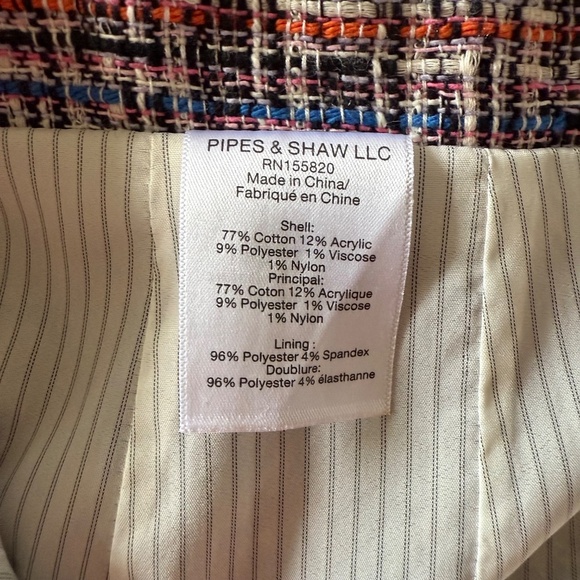 PIPES & SHAW LLC
RN155820
Made in China/
Fabriqué en Chine
Shell:
77% Cotton 12% Acrylic
9% Polyester 1% Viscose
1% Nylon
Principal:
77% Coton 12% Acrylique
9% Polyester 1% Viscose
1% Nylon
Lining :
96% Polyester 4% Spandex
Doublure:
96% Polyester 4% élasthanne